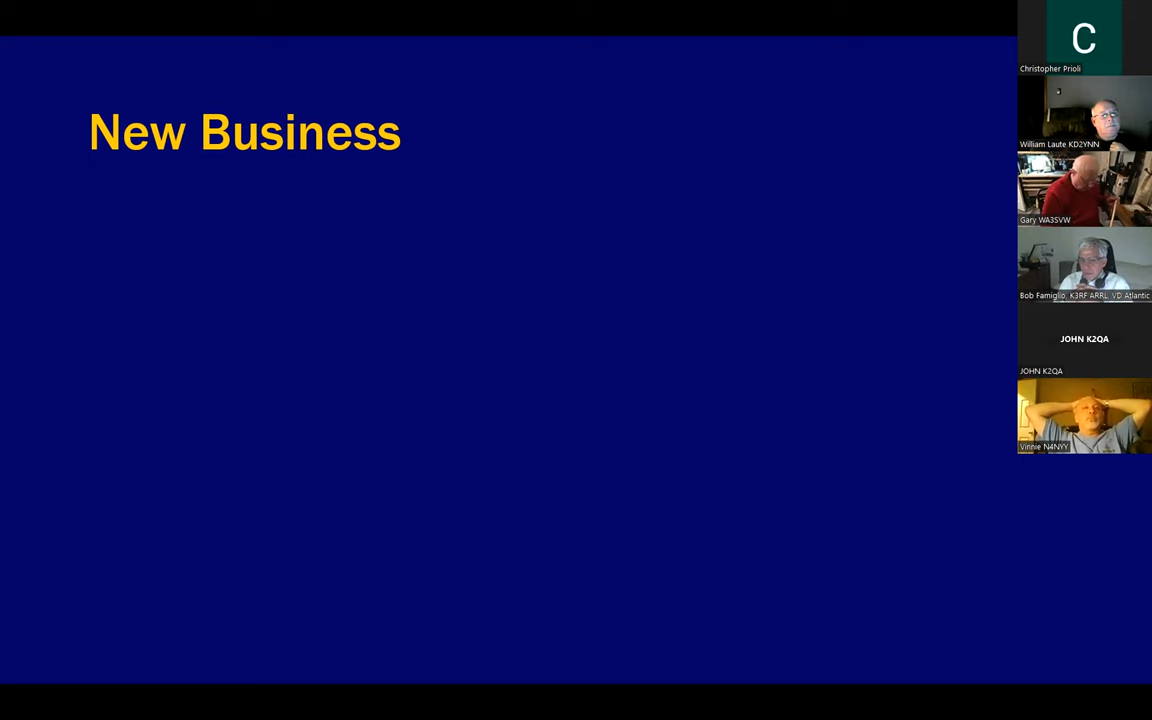 New Business
C
Christopher Prioli
William Laute KD2YNN
Gary WA3SVW
Bob Famiglio, K3RF ARRL, VD Atlantic
JOHN K2QA
JOHN K2QA
Vinnie N4NYY